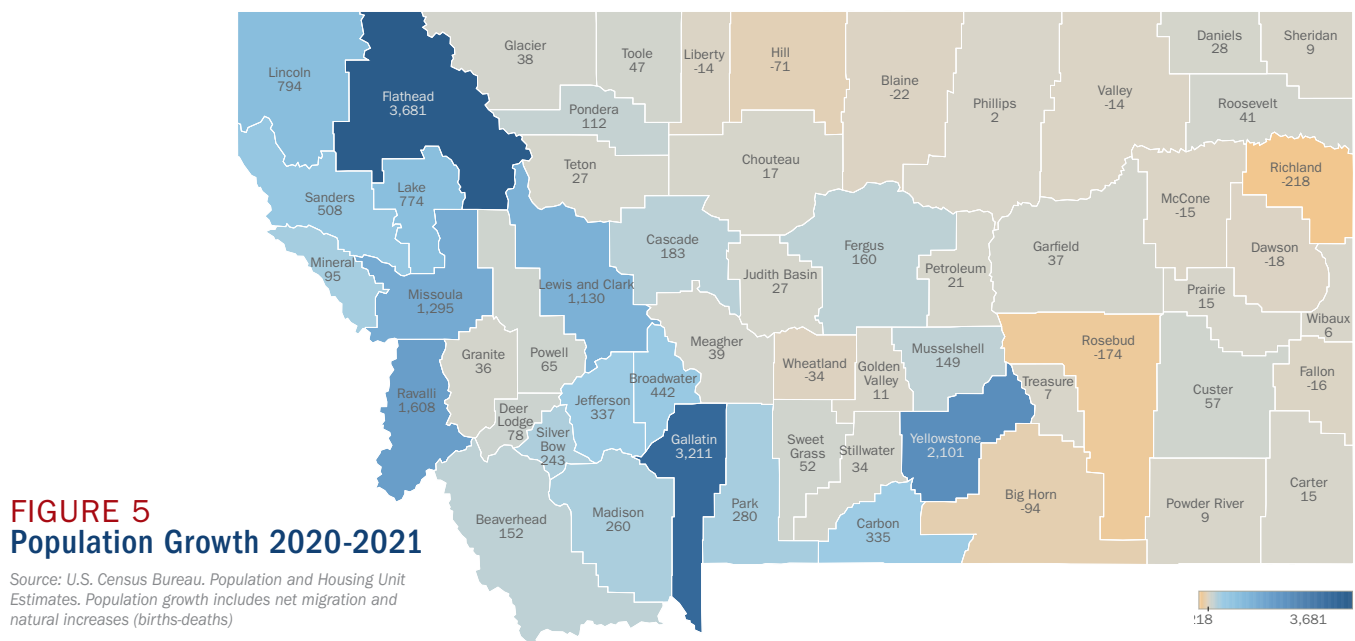 Glacier
38
Toole
47
Liberty
-14
Hill
-71
Blaine
-22
Phillips
2
Valley
-14
Daniels
28
Sheridan
9
Lincoln
794
Flathead
3,681
Pondera
112
Roosevelt
41
Teton
27
Chouteau
17
Richland
-218
Sanders
508
Lake
774
McCone
-15
Cascade
183
Fergus
160
Garfield
37
Dawson
-18
Mineral
95
Judith Basin
27
Petroleum
21
Missoula
1,295
Lewis and Clark
1,130
Prairie
15
Wibaux
6
Granite
36
Powell
65
Meagher
39
Wheatland
-34
Golden
Valley
11
Musselshell
149
Rosebud
-174
Treasure
7
Custer
57
Fallon
-16
Ravalli
1,608
Jefferson
337
Broadwater
442
Deer
Lodge
78
Silver
Bow
243
Gallatin
3,211
Sweet
Grass
52
Stillwater
34
Yellowstone
2,101
Park
280
Carbon
335
Big Horn
-94
Powder River
9
Carter
15
Beaverhead
152
Madison
260
FIGURE 5
Population Growth 2020-2021
Source: U.S. Census Bureau. Population and Housing Unit
Estimates. Population growth includes net migration and
natural increases (births-deaths)
218 3,681